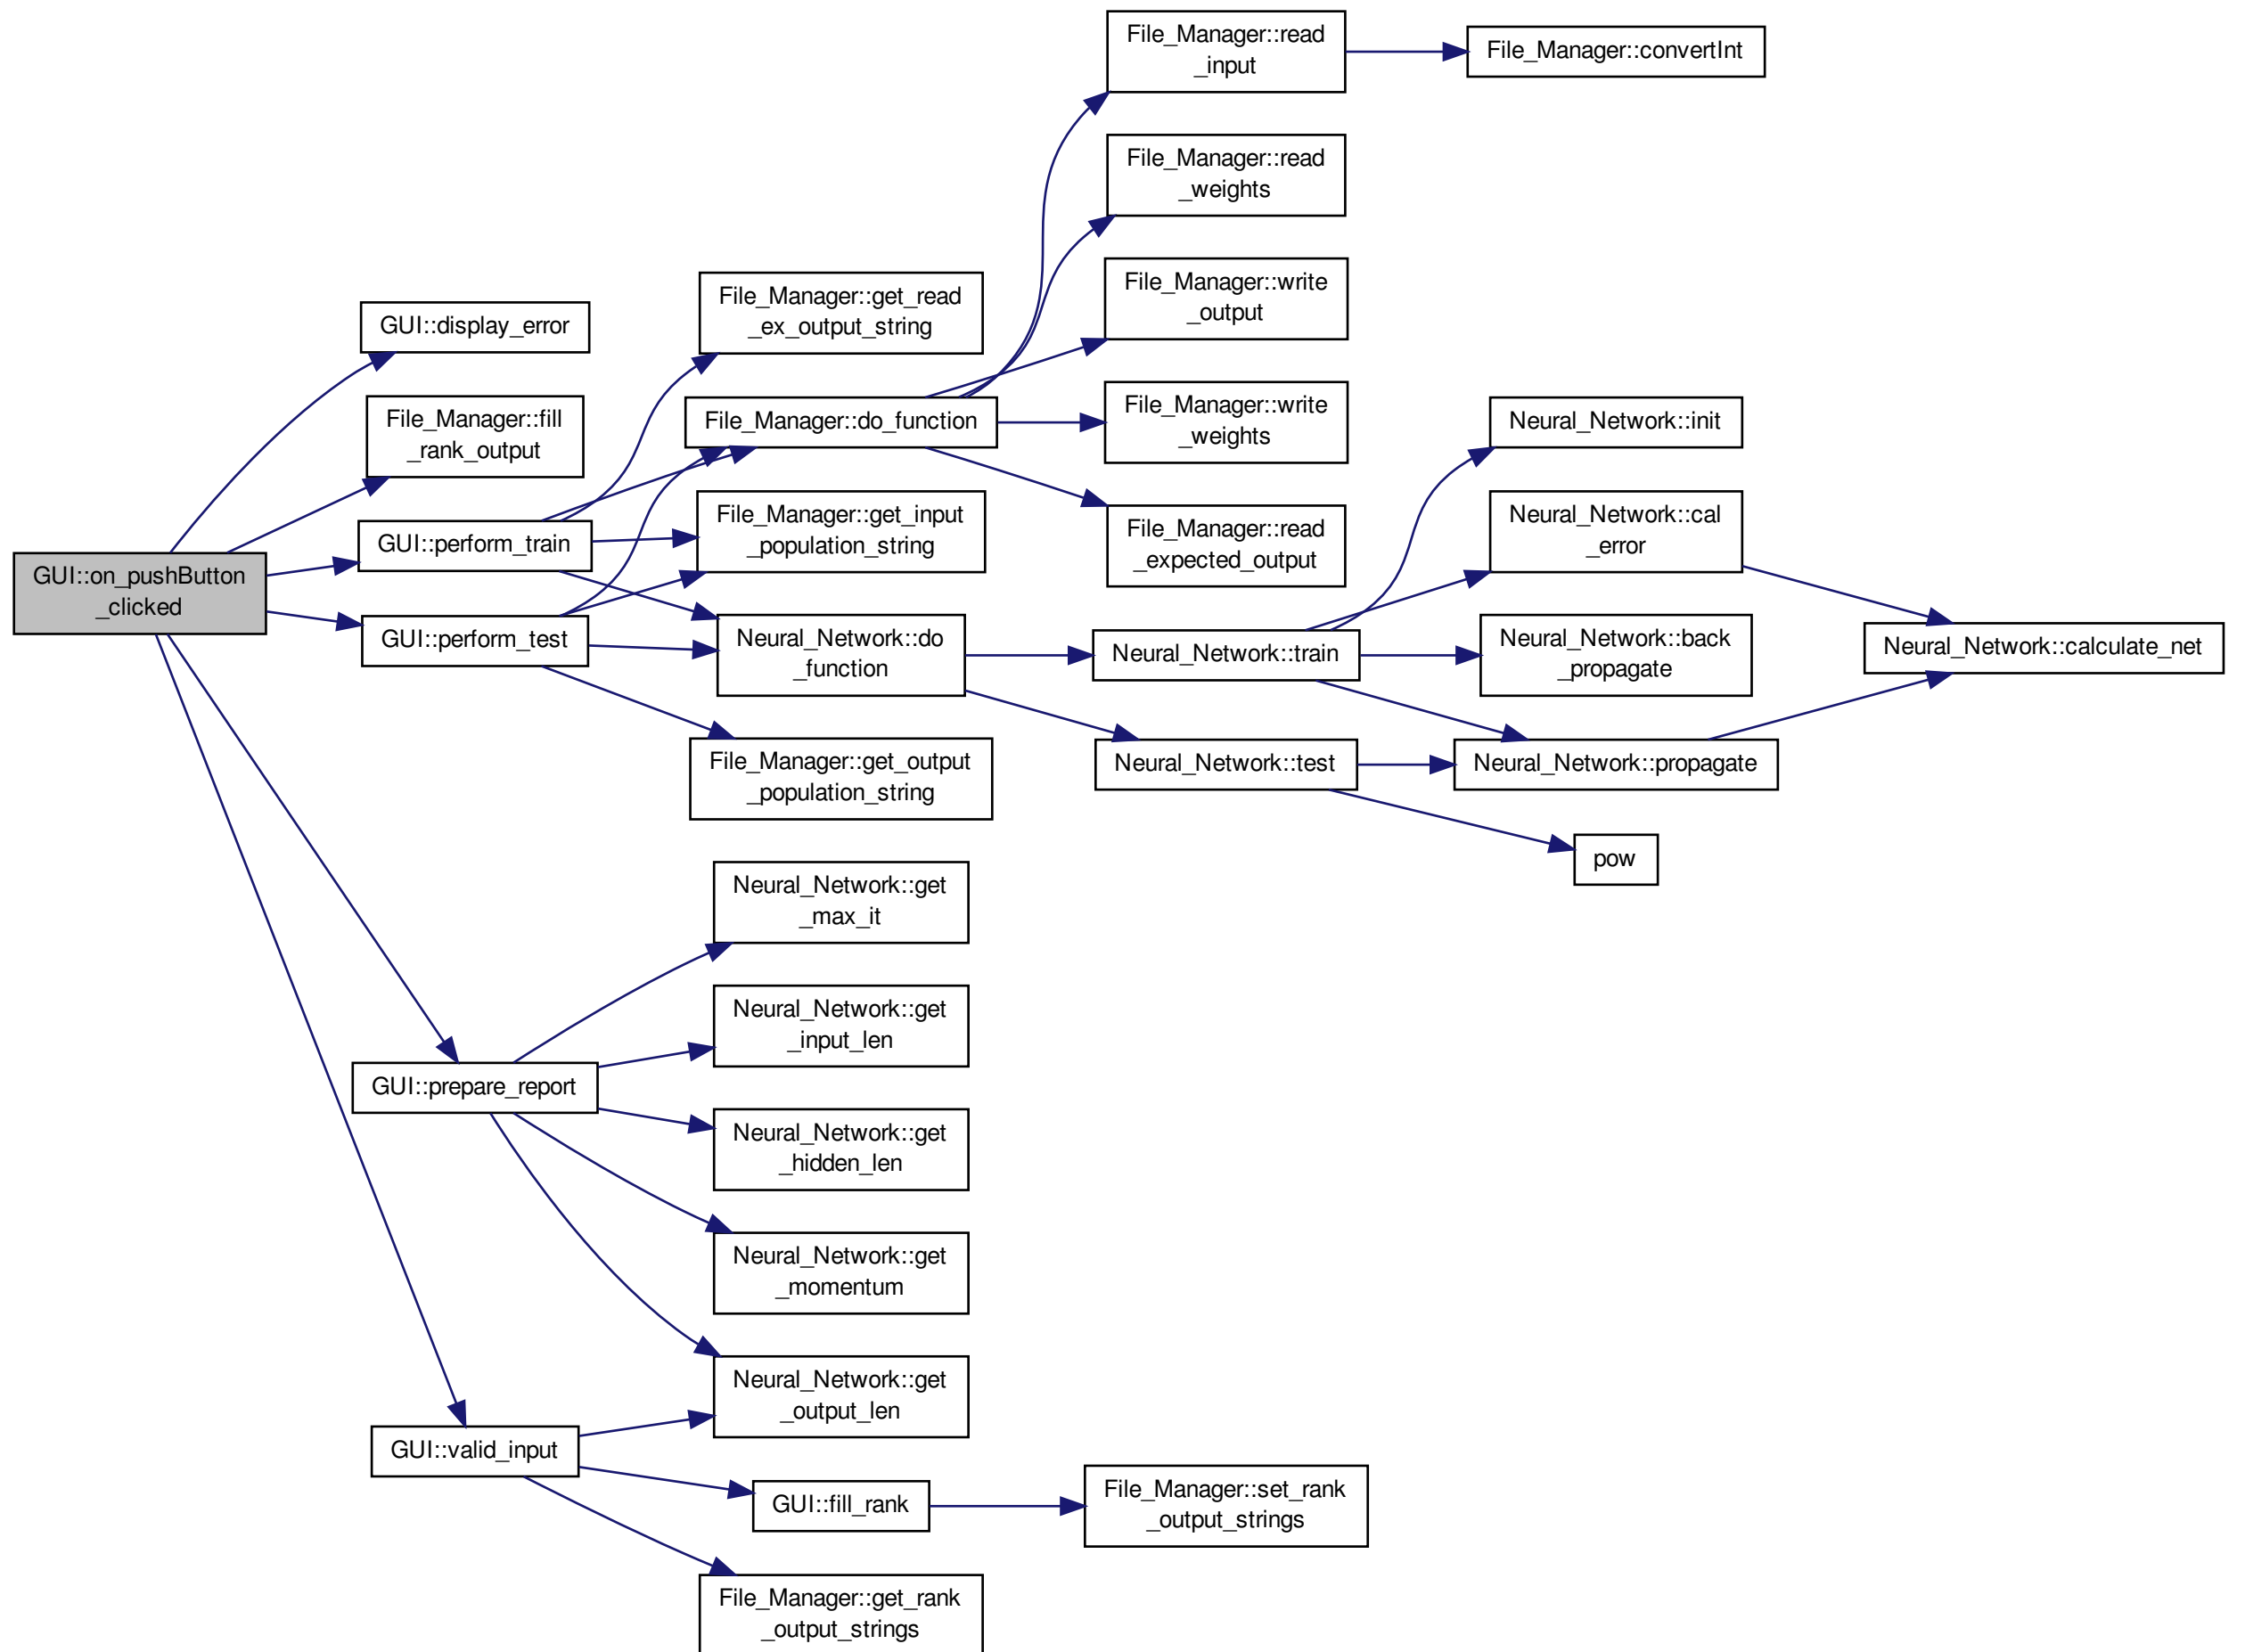 GUI::on_pushButton
_clicked
GUI::display_error
File_Manager::fill
_rank_output
GUI::perform_train
GUI::perform_test
GUI::prepare_report
GUI::valid_input
File_Manager::get_read
_ex_output_string
File_Manager::do_function
File_Manager::get_input
_population_string
Neural_Network::do
_function
File_Manager::get_output
_population_string
Neural_Network::get
_max_it
Neural_Network::get
_input_len
Neural_Network::get
_hidden_len
Neural_Network::get
_momentum
Neural_Network::get
_output_len
GUI::fill_rank
File_Manager::get_rank
_output_strings
File_Manager::read
_input
File_Manager::read
_weights
File_Manager::write
_output
File_Manager::write
_weights
File_Manager::read
_expected_output
Neural_Network::train
Neural_Network::test
File_Manager::set_rank
_output_strings
File_Manager::convertInt
Neural_Network::init
Neural_Network::cal
_error
Neural_Network::back
_propagate
Neural_Network::propagate
pow
Neural_Network::calculate_net